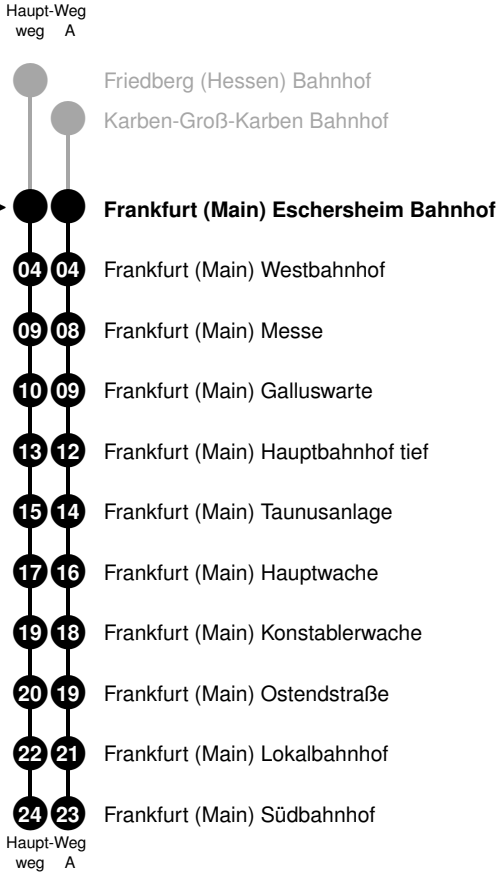 Haupt-Weg
weg A
Friedberg (Hessen) Bahnhof
Karben-Groß-Karben Bahnhof
Frankfurt (Main) Eschersheim Bahnhof
04 04 Frankfurt (Main) Westbahnhof
09 08 Frankfurt (Main) Messe
10 09 Frankfurt (Main) Galluswarte
13 12 Frankfurt (Main) Hauptbahnhof tief
15 14 Frankfurt (Main) Taunusanlage
17 16 Frankfurt (Main) Hauptwache
19 18 Frankfurt (Main) Konstablerwache
20 19 Frankfurt (Main) Ostendstraße
22 21 Frankfurt (Main) Lokalbahnhof
24 23 Frankfurt (Main) Südbahnhof
Haupt-Weg
weg A